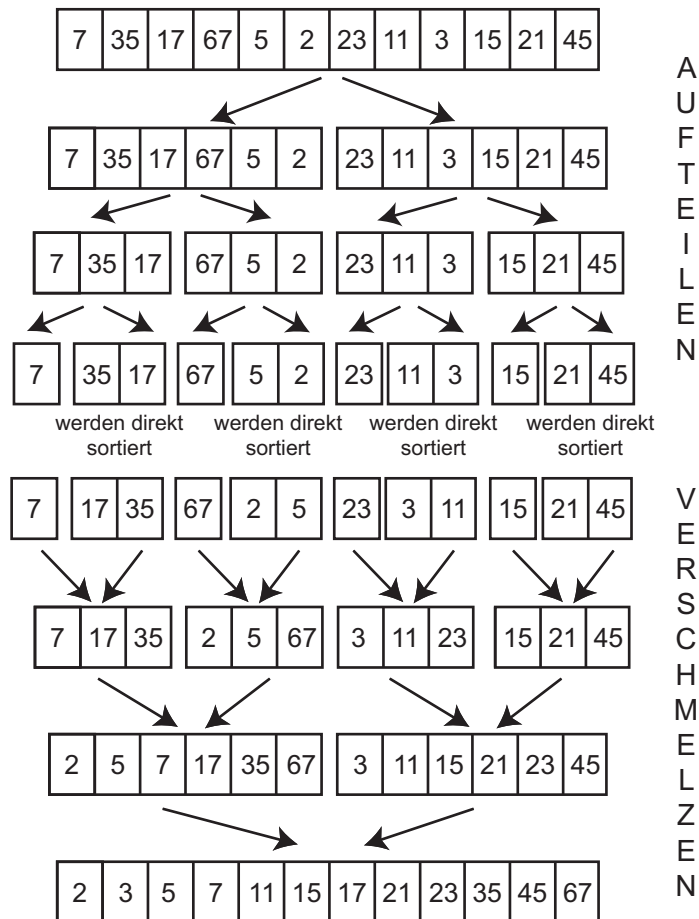 7 35 17 67 5 2 23 11 3 15 21 45
7 35 17 67 5 2 23 11 3 15 21 45
7 35 17 67 5 2 23 11 3 15 21 45
7 35 17 67 5 2 23 11 3 15 21 45
werden direkt werden direkt werden direkt werden direkt
sortiert sortiert sortiert sortiert
7 17 35 67 2 5 23 3 11 15 21 45
7 17 35 2 5 67 3 11 23 15 21 45
2 5 7 17 35 67 3 11 15 21 23 45
2 3 5 7 11 15 17 21 23 35 45 67
AUFTEILEN
VERSCHMELZEN